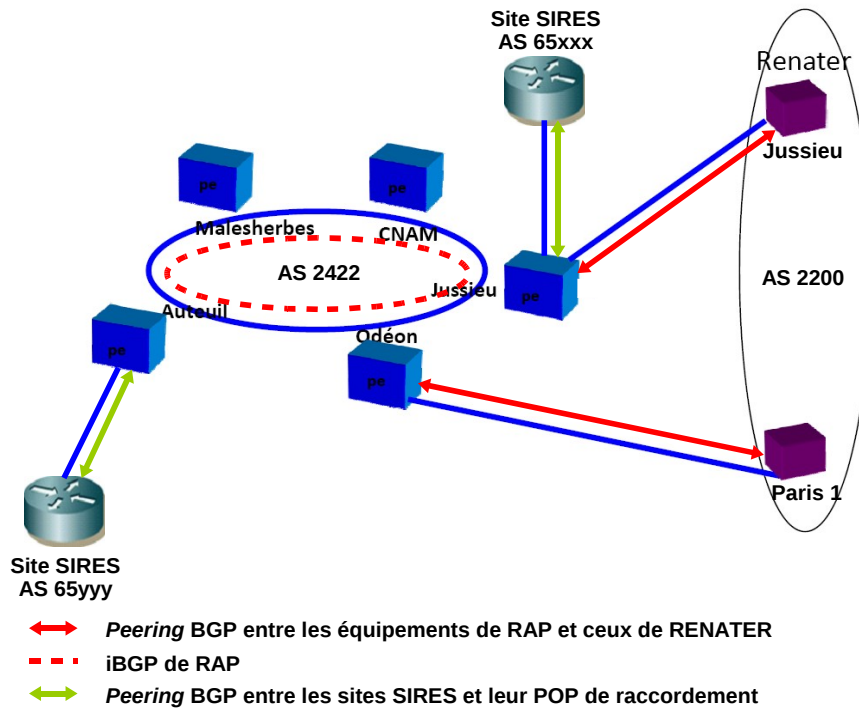 Site SIRES
AS 65xxx
Renater
Jussieu
pe
pe
Malesherbes
CNAM
AS 2422
Jussieu
pe
AS 2200
Auteuil
Odéon
pe
pe
Paris 1
Site SIRES
AS 65yyy
Peering BGP entre les équipements de RAP et ceux de RENATER
iBGP de RAP
Peering BGP entre les sites SIRES et leur POP de raccordement